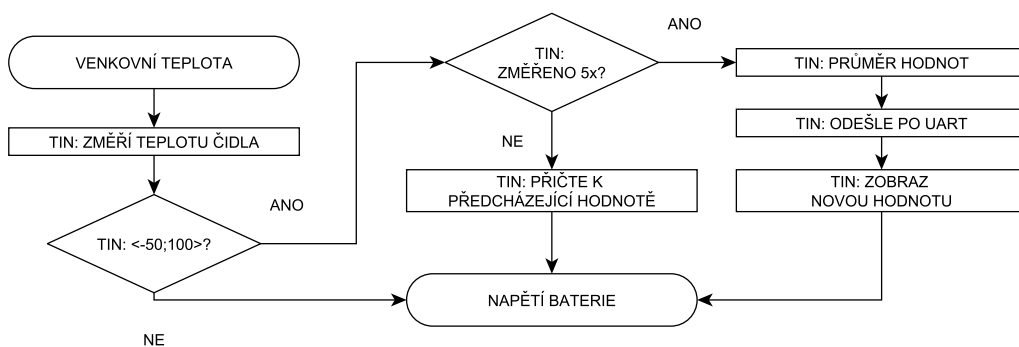 VENKOVNÍ TEPLOTA
TIN: ZMĚŘÍ TEPLOTU ČIDLA
TIN: <-50;100>?
ANO
NE
TIN:
ZMĚŘENO 5x?
ANO
NE
TIN: PŘIČTE K
PŘEDCHÁZEJÍCÍ HODNOTĚ
TIN: PRŮMĚR HODNOT
TIN: ODEŠLE PO UART
TIN: ZOBRAZ
NOVOU HODNOTU
NAPĚTÍ BATERIE